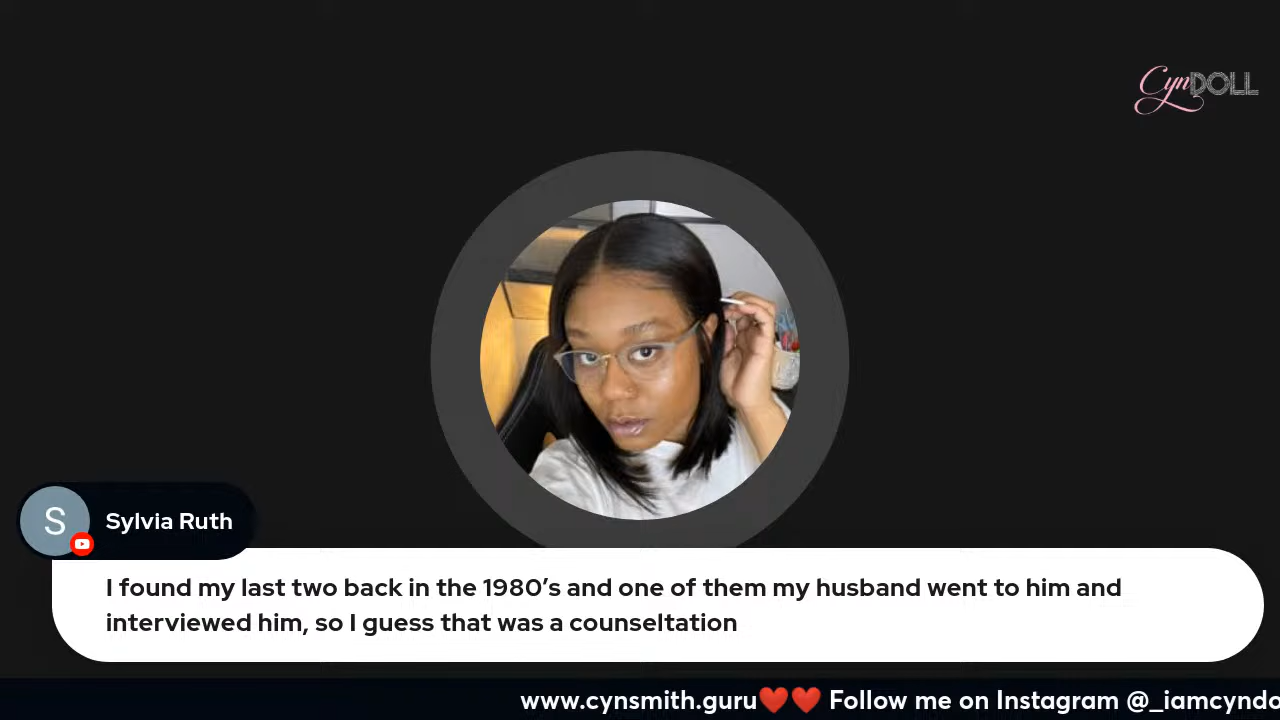 CynDOLL
S
Sylvia Ruth
I found my last two back in the 1980’s and one of them my husband went to him and
interviewed him, so I guess that was a counseltation
www.cynsmith.guru❤️❤️ Follow me on Instagram @_iamcyndo